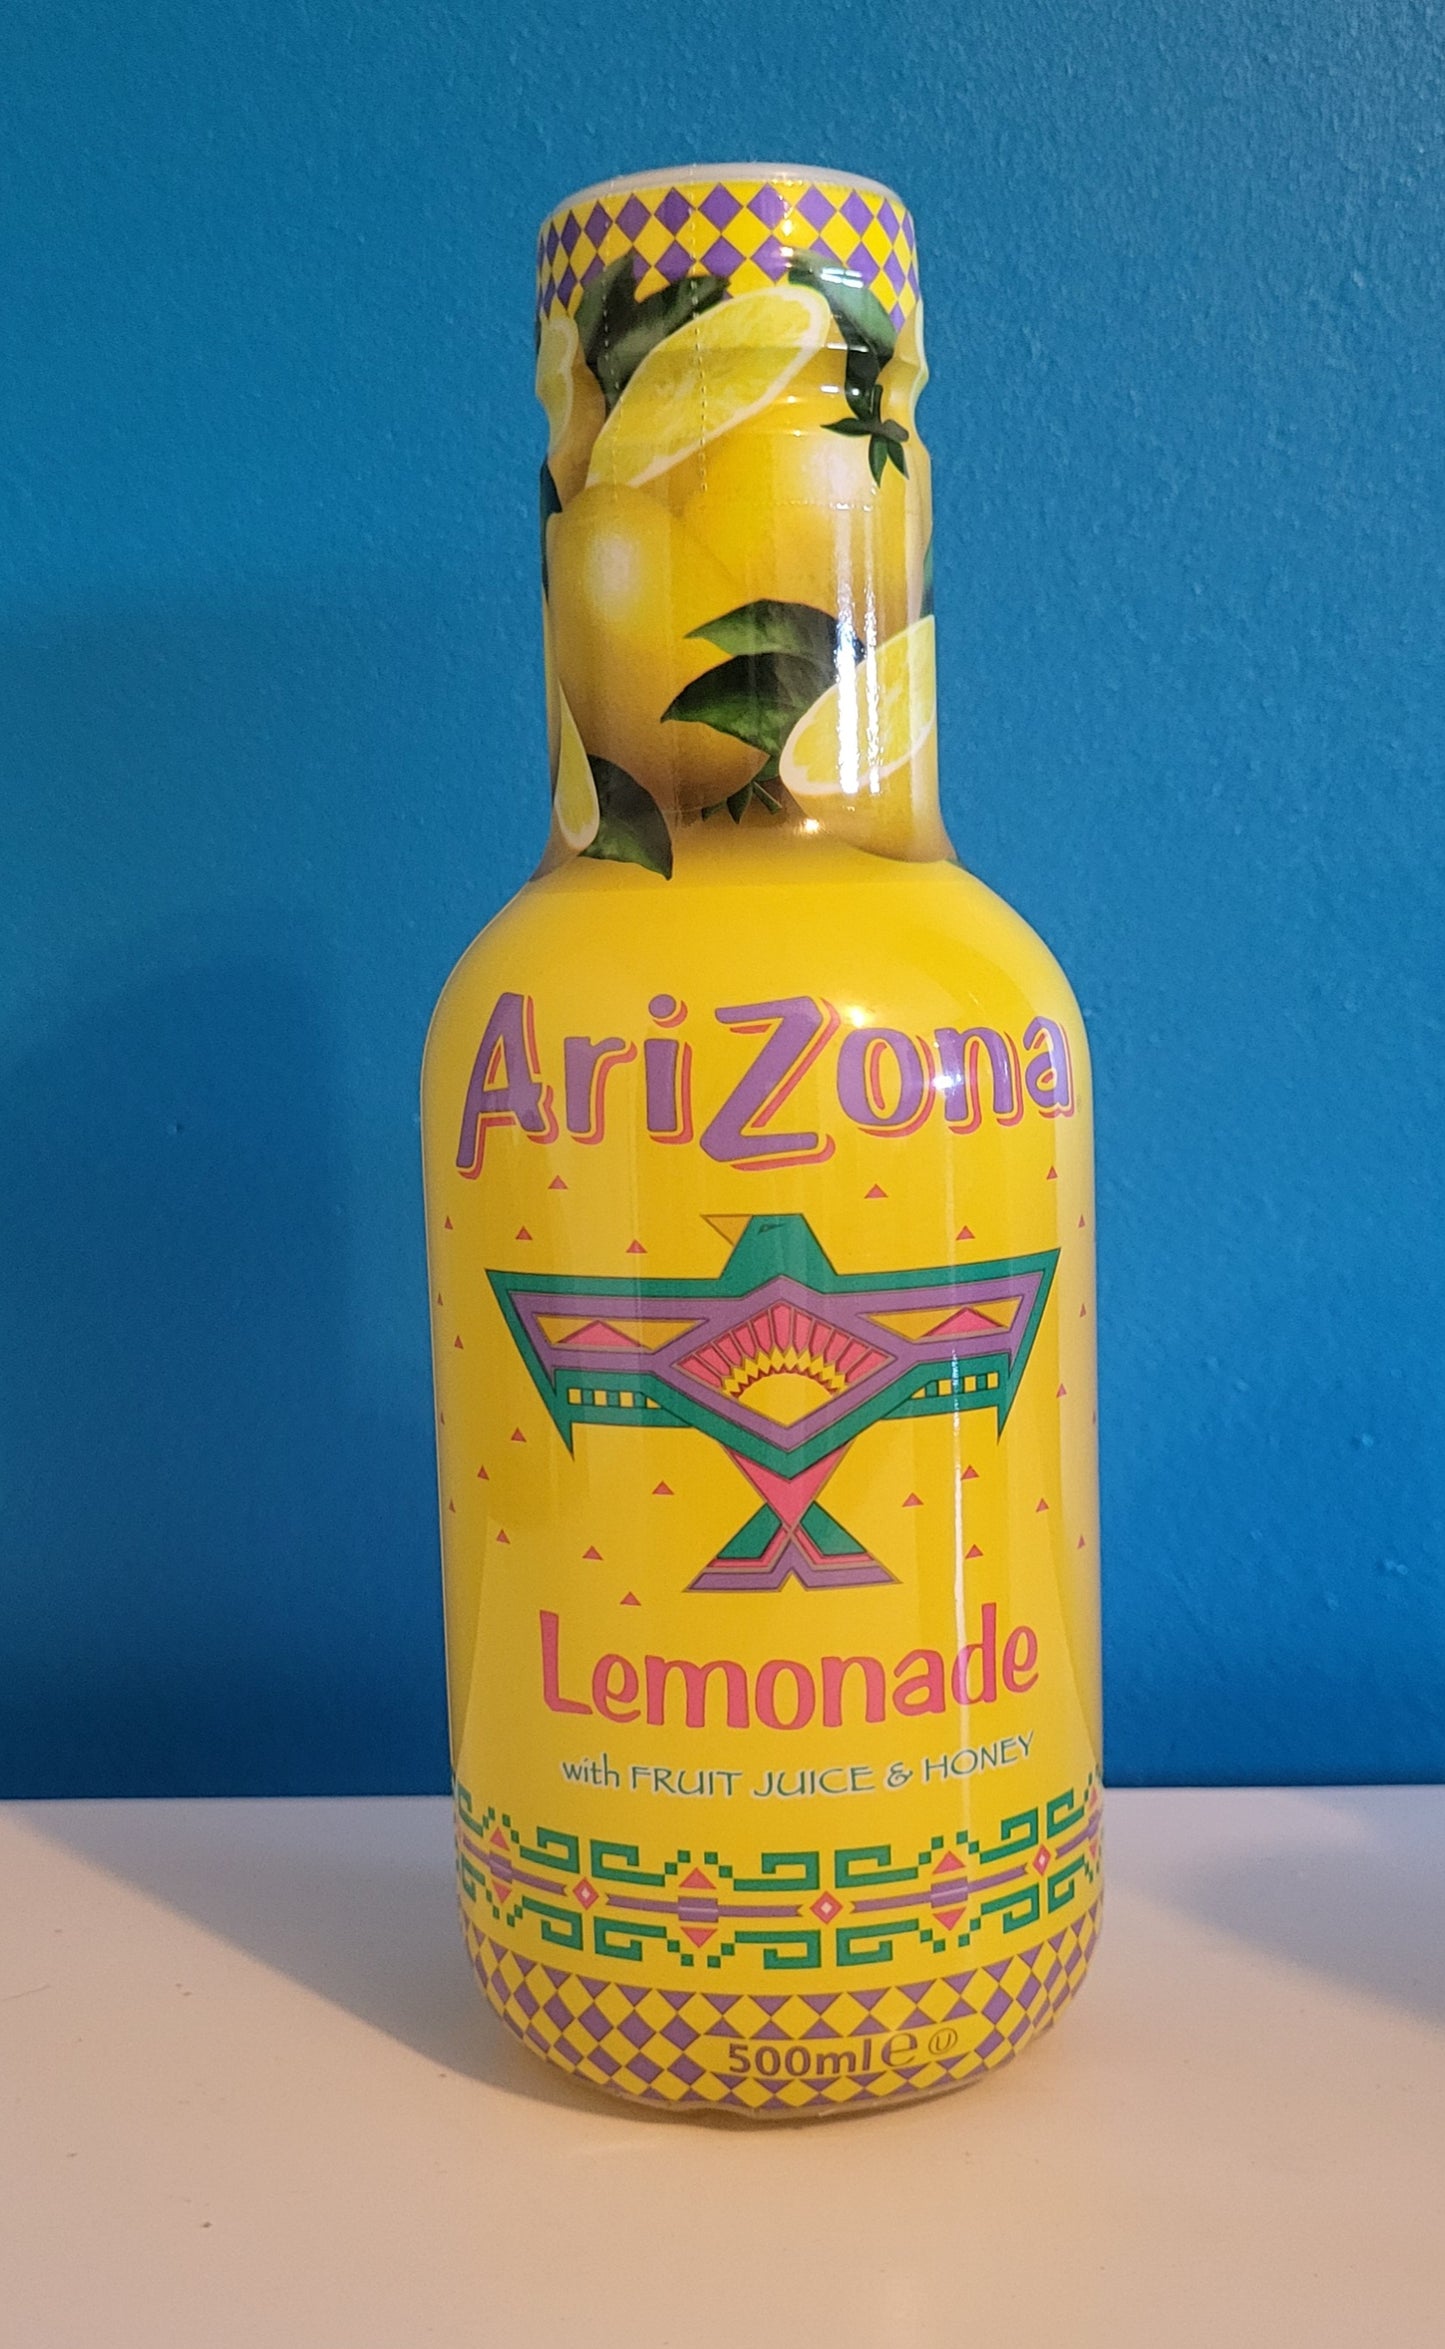 AriZona
Lemonade
with FRUIT JUICE & HONEY
500ml ℮ Ⓤ